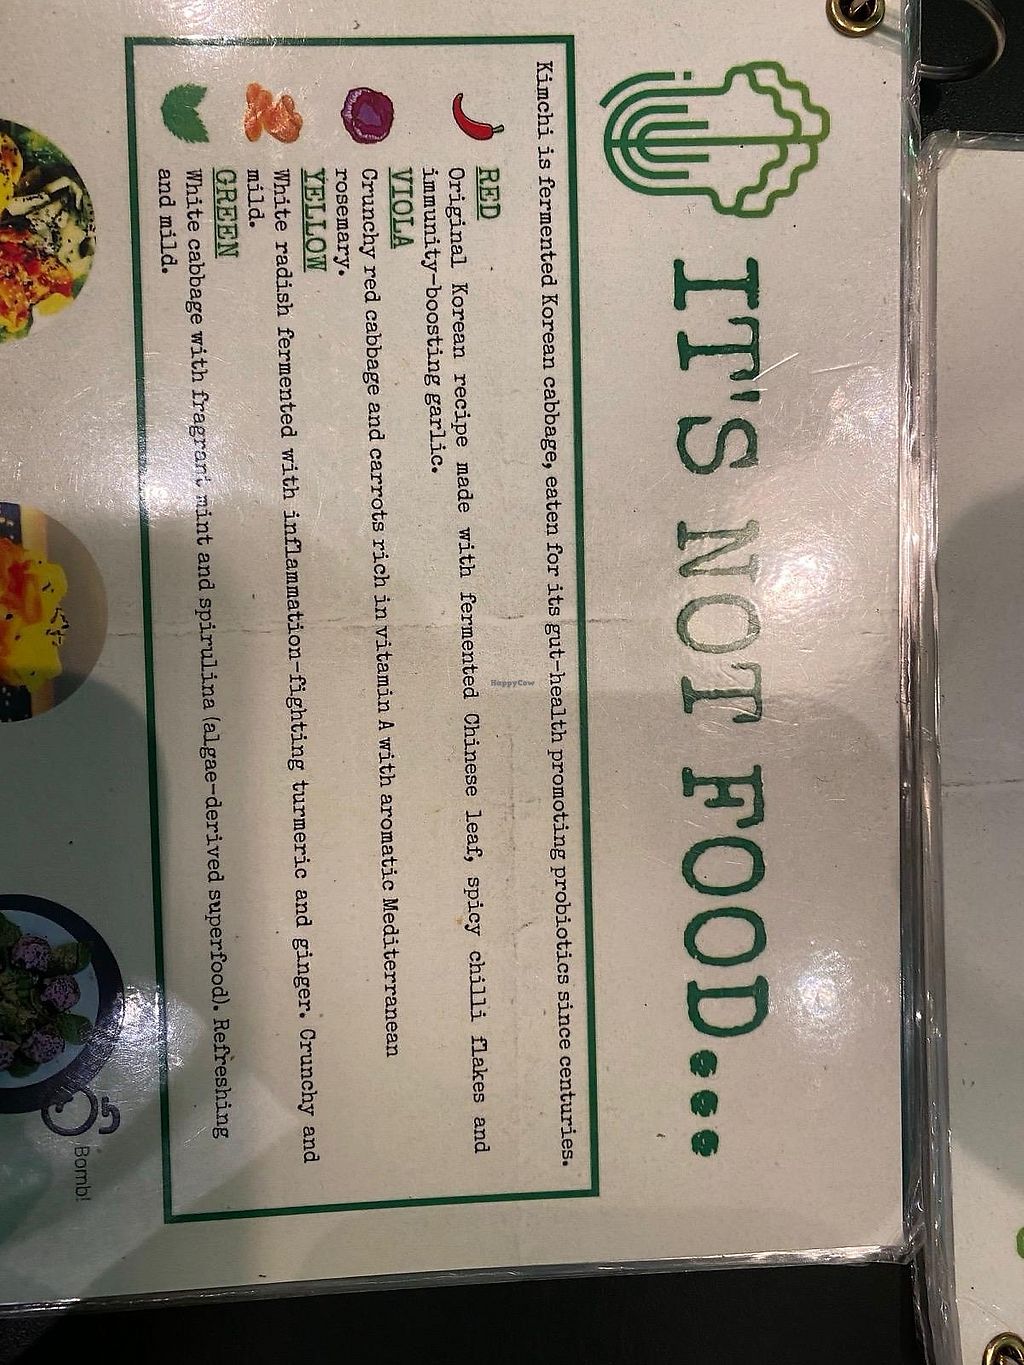 IT'S NOT FOOD...
Kimchi is fermented Korean cabbage, eaten for its gut-health promoting probiotics since centuries.
RED
Original Korean recipe made with fermented Chinese leaf, spicy chilli flakes and
immunity-boosting garlic.
VIOLA
Crunchy red cabbage and carrots rich in vitamin A with aromatic Mediterranean
rosemary.
YELLOW
White radish fermented with inflammation-fighting turmeric and ginger. Crunchy and
mild.
GREEN
White cabbage with fragrant mint and spirulina (algae-derived superfood). Refreshing
and mild.
Bomb!
HappyCow